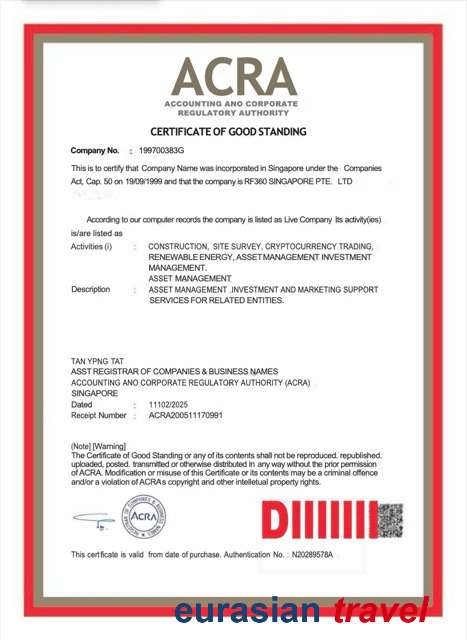 ACRA
ACCOUNTING ANO CORPORATE
REGULATORY AUTHORITY
CERTIFICATE OF GOOD STANDING
Company No. : 199700383G
This is to certify that Company Name was incorporated in Singapore under the Companies
Act, Cap. 50 on 19/09/1999 and that the company is RF360 SINGAPORE PTE. LTD
According to our computer records the company is listed as Live Company Its activity(ies)
is/are listed as
Activities (i) : CONSTRUCTION, SITE SURVEY, CRYPTOCURRENCY TRADING,
RENEWABLE ENERGY, ASSET MANAGEMENT INVESTMENT
MANAGEMENT.
ASSET MANAGEMENT
Description : ASSET MANAGEMENT .INVESTMENT AND MARKETING SUPPORT
SERVICES FOR RELATED ENTITIES.
TAN YPNG TAT
ASST REGISTRAR OF COMPANIES & BUSINESS NAMES
ACCOUNTING ANO CORPORATE REGULATORY AUTHORITY (ACRA)
SINGAPORE
Dated : 11102/2025
Receipt Number : ACRA200511170991
(Note] [Warning]
The Certificate of Good Standing or any of its contents shall not be reproduced. republished.
uploaded, posted. transmitted or otherwise distributed in any way without the prior permission
of ACRA. Modification or misuse of this Certificate or its contents may be a criminal offence
and/or a violation of ACRA s copyright and other intelletual property rights.
ACRA
DIIIIIII
This certficate is valid from date of purchase. Authentication No. : N20289578A
eurasian travel